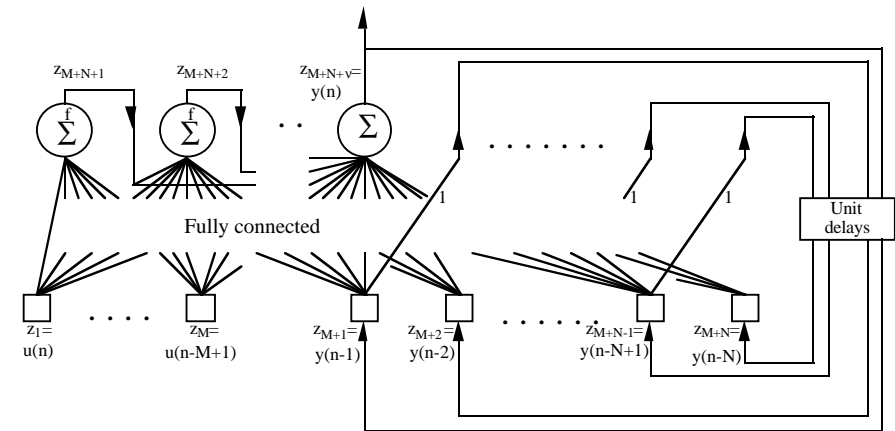 z_{M+N+1}
z_{M+N+2}
z_{M+N+ν}=
y(n)
f
Σ
f
Σ
. .
Σ
. . . . . . .
1
1
1
Fully connected
Unit
delays
z_1=
u(n)
. . . .
z_M=
u(n-M+1)
z_{M+1}=
y(n-1)
z_{M+2}=
y(n-2)
. . . . . .
z_{M+N-1}=
y(n-N+1)
z_{M+N}=
y(n-N)